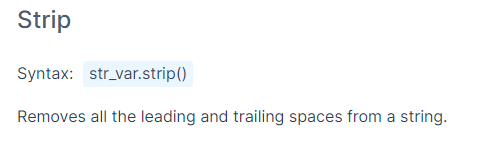 Strip
Syntax: str_var.strip()
Removes all the leading and trailing spaces from a string.